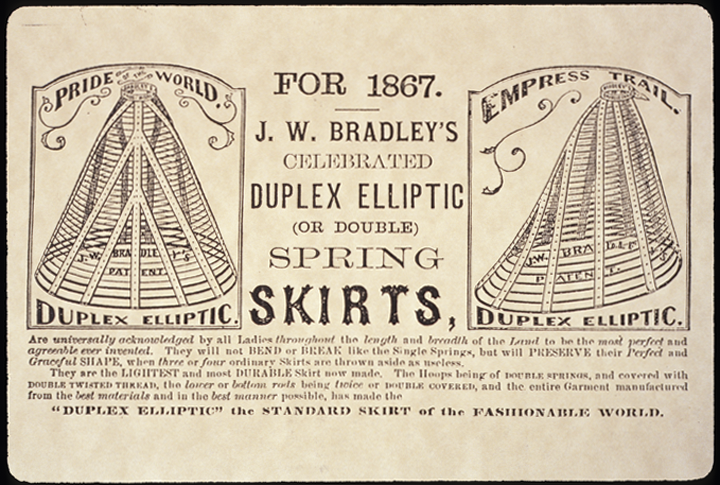 PRIDE OF THE WORLD.
J. W. BRADLEY'S
PATENT.
DUPLEX ELLIPTIC.
FOR 1867.
J. W. BRADLEY'S
CELEBRATED
DUPLEX ELLIPTIC
(OR DOUBLE)
SPRING
SKIRTS,
EMPRESS TRAIL.
J. W. BRADLEY'S
PATENT.
DUPLEX ELLIPTIC.
Are universally acknowledged by all Ladies throughout the length and breadth of the Land to be the most perfect and
agreeable ever invented. They will not BEND or BREAK like the Single Springs, but will PRESERVE their Perfect and
Graceful SHAPE, when three or four ordinary Skirts are thrown aside as useless.
They are the LIGHTEST and most DURABLE Skirt now made. The Hoops being of DOUBLE SPRINGS, and covered with
DOUBLE TWISTED THREAD, the lower or bottom rods being twice or DOUBLE COVERED, and the entire Garment manufactured
from the best materials and in the best manner possible, has made the
"DUPLEX ELLIPTIC" the STANDARD SKIRT of the FASHIONABLE WORLD.